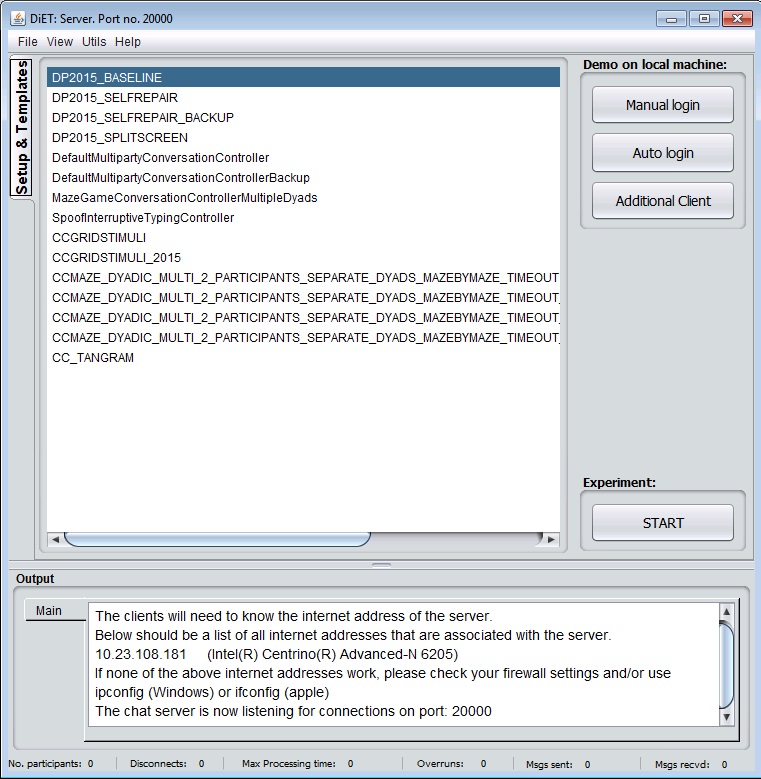 DiET: Server. Port no. 20000
File View Utils Help
Setup & Templates
DP2015_BASELINE
DP2015_SELFREPAIR
DP2015_SELFREPAIR_BACKUP
DP2015_SPLITSCREEN
DefaultMultipartyConversationController
DefaultMultipartyConversationControllerBackup
MazeGameConversationControllerMultipleDyads
SpoofInterruptiveTypingController
CCGRIDSTIMULI
CCGRIDSTIMULI_2015
CCMAZE_DYADIC_MULTI_2_PARTICIPANTS_SEPARATE_DYADS_MAZEBYMAZE_TIMEOUT
CCMAZE_DYADIC_MULTI_2_PARTICIPANTS_SEPARATE_DYADS_MAZEBYMAZE_TIMEOUT_
CCMAZE_DYADIC_MULTI_2_PARTICIPANTS_SEPARATE_DYADS_MAZEBYMAZE_TIMEOUT_
CCMAZE_DYADIC_MULTI_2_PARTICIPANTS_SEPARATE_DYADS_MAZEBYMAZE_TIMEOUT_
CC_TANGRAM
Demo on local machine:
Manual login
Auto login
Additional Client
Experiment:
START
Output
Main
The clients will need to know the internet address of the server.
Below should be a list of all internet addresses that are associated with the server.
10.23.108.181 (Intel(R) Centrino(R) Advanced-N 6205)
If none of the above internet addresses work, please check your firewall settings and/or use
ipconfig (Windows) or ifconfig (apple)
The chat server is now listening for connections on port: 20000
No. participants: 0 Disconnects: 0 Max Processing time: 0 Overruns: 0 Msgs sent: 0 Msgs recvd: 0